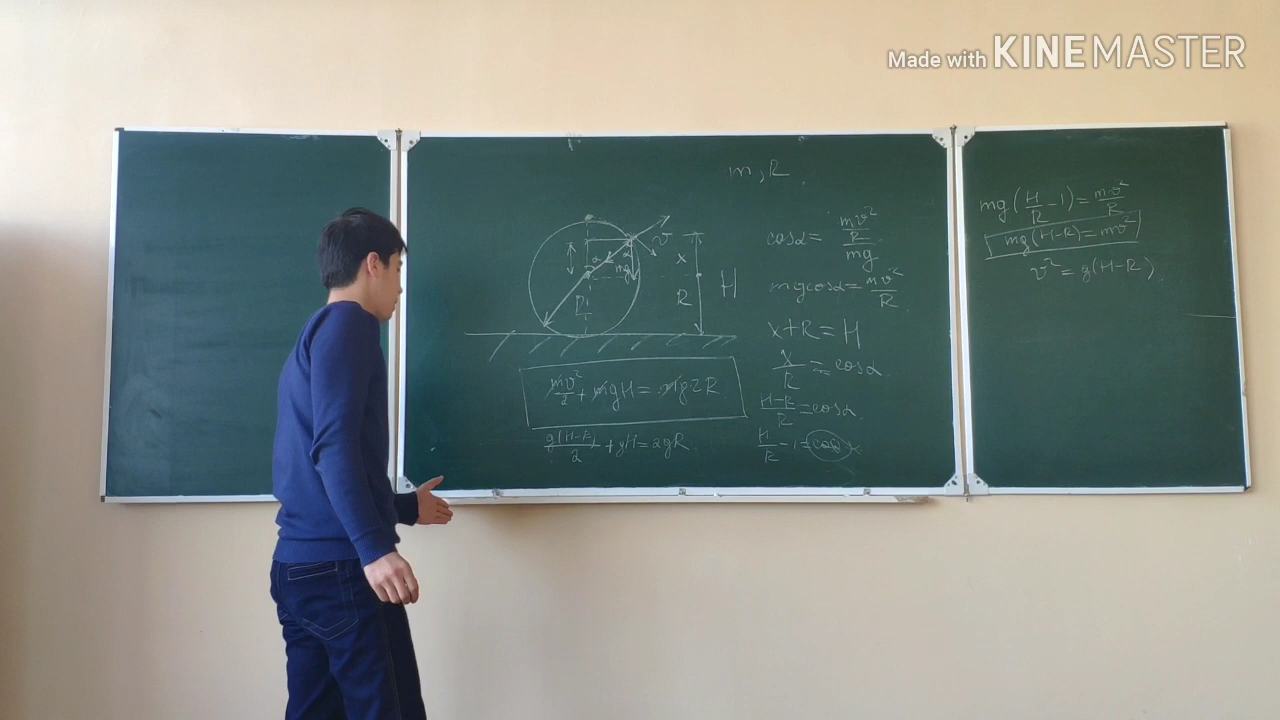 Made with KINEMASTER
m, R
cosα = (mv²/R)/mg
mg cosα = mv²/R
x+R=H
x/R = cosα
(H-R)/R = cosα
H/R - 1 = cosα
α
v
mg
R
x
R
H
mv²/2 + mgH = mg2R
g(H-R)/2 + gH = 2gR
mg(H/R - 1) = mv²/R
mg(H-R) = mv²
v² = g(H-R)